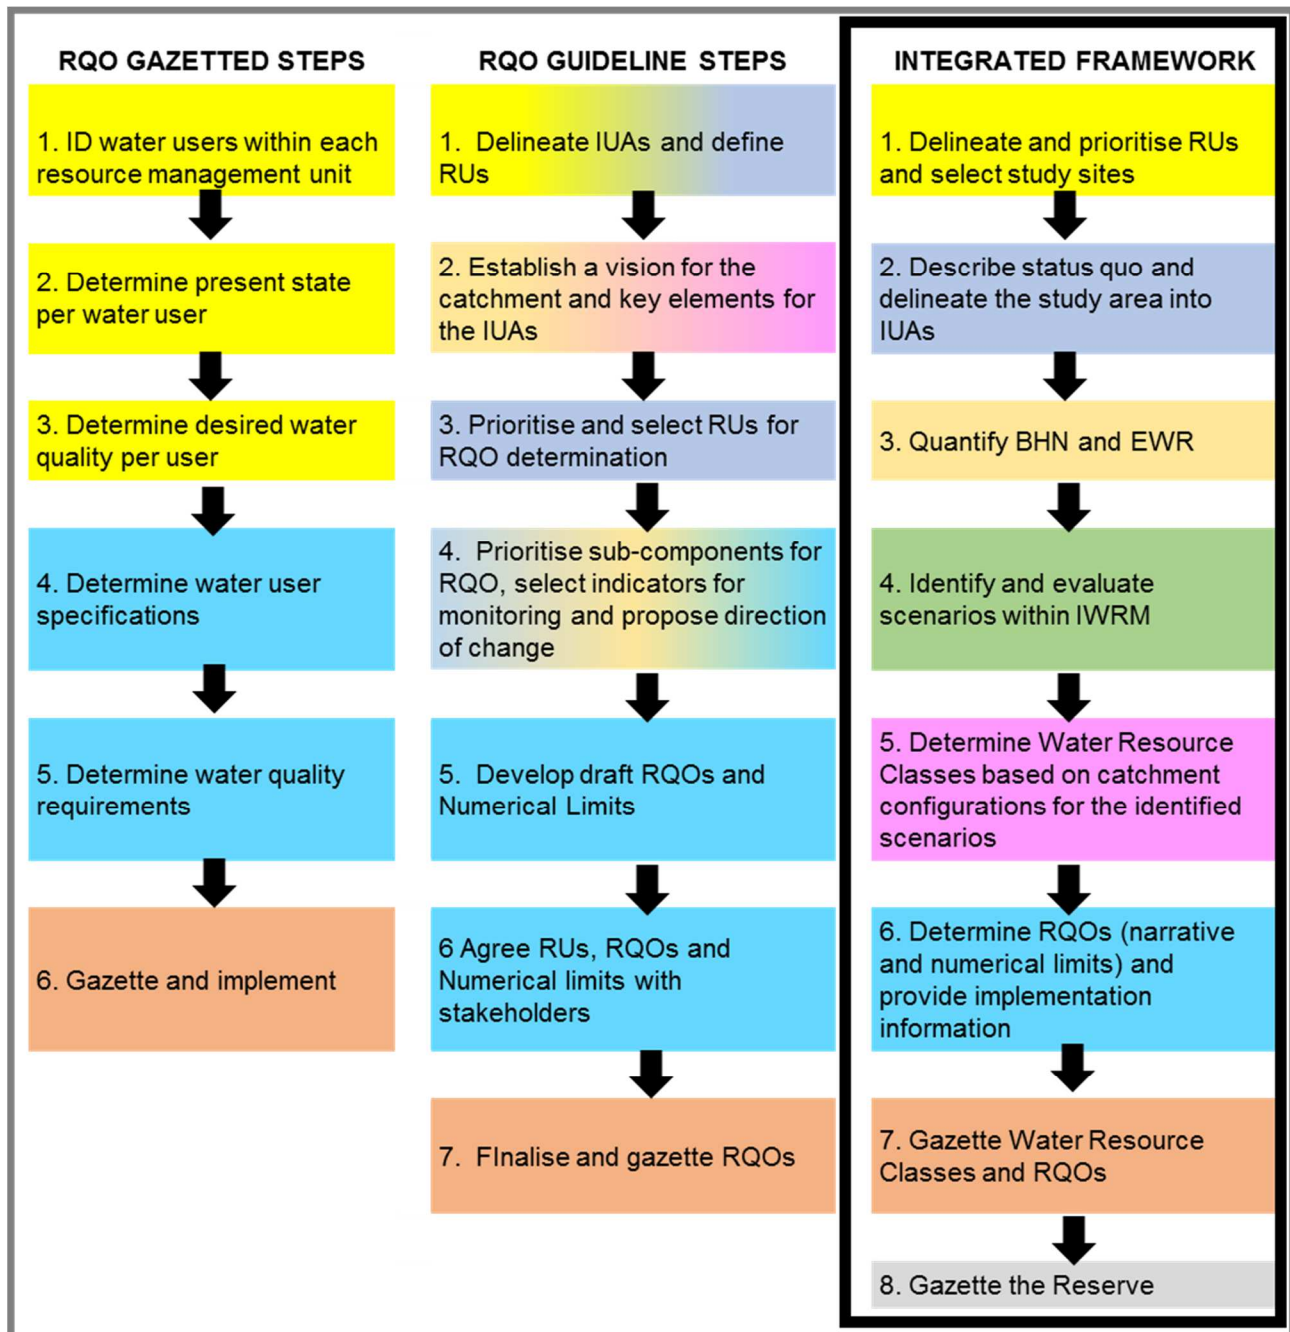 RQO GAZETTED STEPS
1. ID water users within each
resource management unit
2. Determine present state
per water user
3. Determine desired water
quality per user
4. Determine water user
specifications
5. Determine water quality
requirements
6. Gazette and implement
RQO GUIDELINE STEPS
1. Delineate IUAs and define
RUs
2. Establish a vision for the
catchment and key elements for
the IUAs
3. Prioritise and select RUs for
RQO determination
4. Prioritise sub-components for
RQO, select indicators for
monitoring and propose direction
of change
5. Develop draft RQOs and
Numerical Limits
6 Agree RUs, RQOs and
Numerical limits with
stakeholders
7. FInalise and gazette RQOs
INTEGRATED FRAMEWORK
1. Delineate and prioritise RUs
and select study sites
2. Describe status quo and
delineate the study area into
IUAs
3. Quantify BHN and EWR
4. Identify and evaluate
scenarios within IWRM
5. Determine Water Resource
Classes based on catchment
configurations for the identified
scenarios
6. Determine RQOs (narrative
and numerical limits) and
provide implementation
information
7. Gazette Water Resource
Classes and RQOs
8. Gazette the Reserve